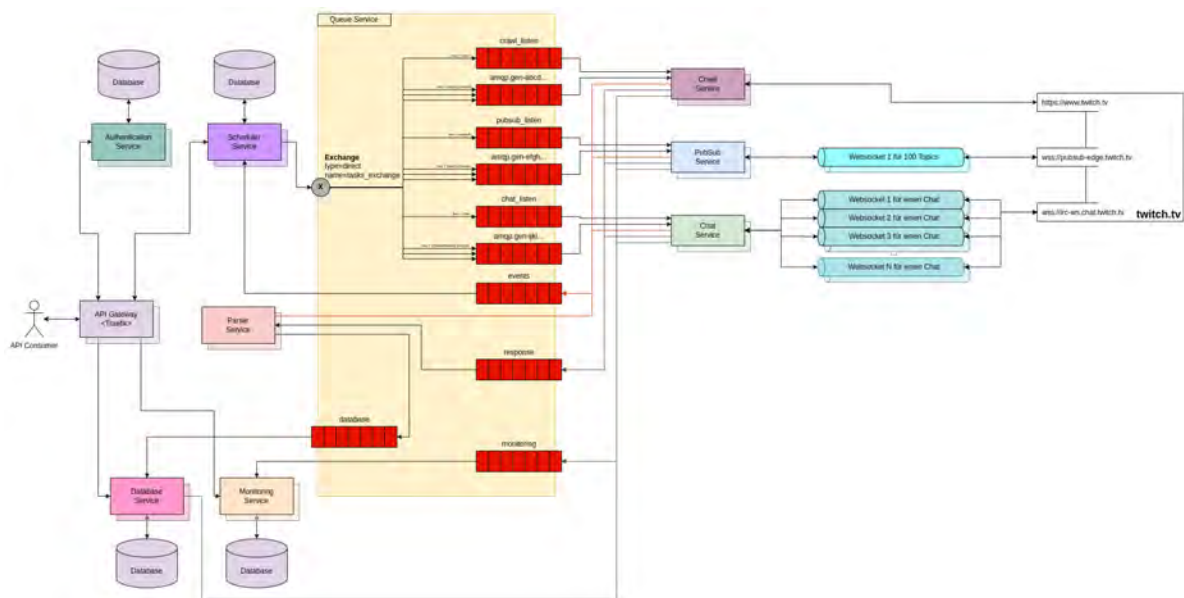 Queue Service
crawl_listen
Database
Database
amqp.gen-abcd...
Crawl
Service
https://www.twitch.tv
Authentication
Service
Scheduler
Service
pubsub_listen
Exchange
type=direct
name=tasks_exchange
X
amqp.gen-efgh...
PubSub
Service
Websocket 1 für 100 Topics
wss://pubsub-edge.twitch.tv
chat_listen
Websocket 1 für einen Chat
Websocket 2 für einen Chat
Websocket 3 für einen Chat
Websocket N für einen Chat
wss://irc-ws.chat.twitch.tv
twitch.tv
Chat
Service
events
API Consumer
API Gateway
<Traefik>
Parser
Service
response
database
monitoring
Database
Service
Monitoring
Service
Database
Database